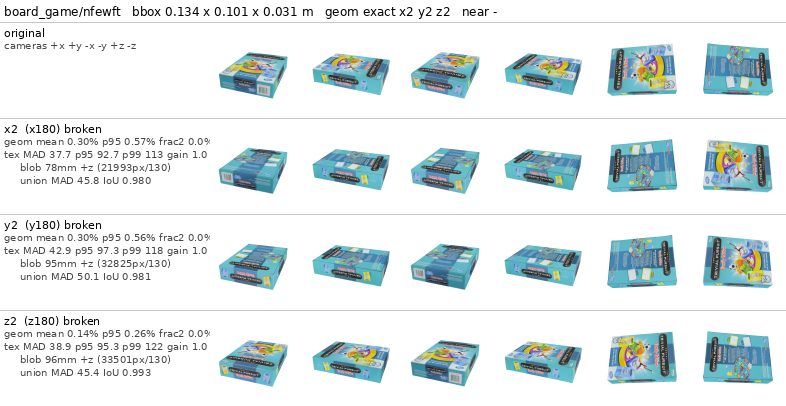 board_game/nfewft   bbox 0.134 x 0.101 x 0.031 m   geom exact x2 y2 z2   near -
original
cameras +x +y -x -y +z -z
x2  (x180) broken
geom mean 0.30% p95 0.57% frac2 0.0%
tex MAD 37.7 p95 92.7 p99 113 gain 1.0
blob 78mm +z (21993px/130)
union MAD 45.8 IoU 0.980
y2  (y180) broken
geom mean 0.30% p95 0.56% frac2 0.0%
tex MAD 42.9 p95 97.3 p99 118 gain 1.0
blob 95mm +z (32825px/130)
union MAD 50.1 IoU 0.981
z2  (z180) broken
geom mean 0.14% p95 0.26% frac2 0.0%
tex MAD 38.9 p95 95.3 p99 122 gain 1.0
blob 96mm +z (33501px/130)
union MAD 45.4 IoU 0.993